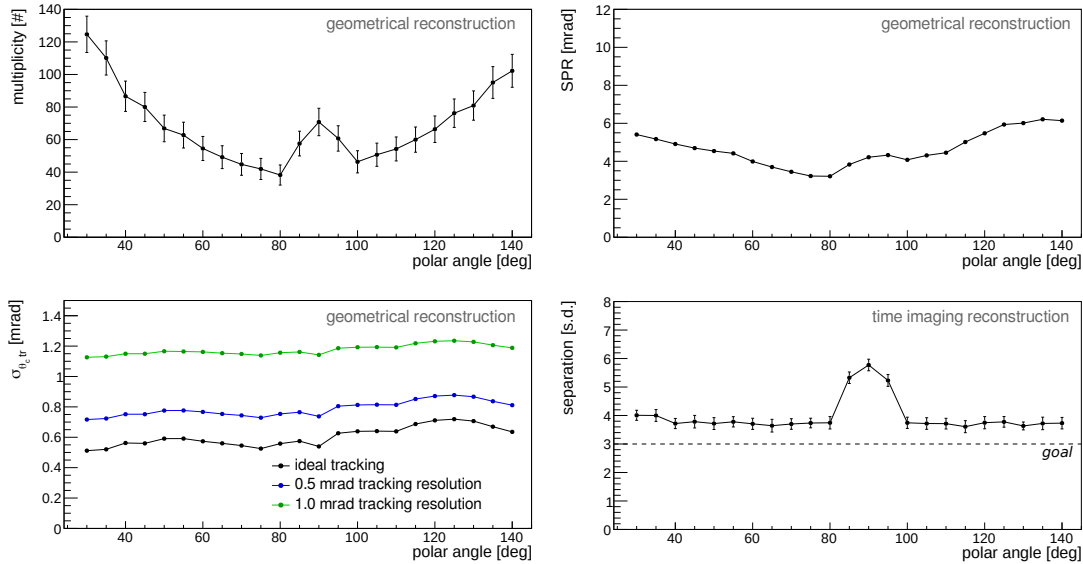 multiplicity [#]
geometrical reconstruction
140
120
100
80
60
40
20
0
40 60 80 100 120 140
polar angle [deg]
SPR [mrad]
geometrical reconstruction
12
10
8
6
4
2
0
40 60 80 100 120 140
polar angle [deg]
σθc tr [mrad]
geometrical reconstruction
1.4
1.2
1
0.8
0.6
0.4
0.2
0
ideal tracking
0.5 mrad tracking resolution
1.0 mrad tracking resolution
40 60 80 100 120 140
polar angle [deg]
separation [s.d.]
time imaging reconstruction
8
7
6
5
4
3
2
1
0
goal
40 60 80 100 120 140
polar angle [deg]